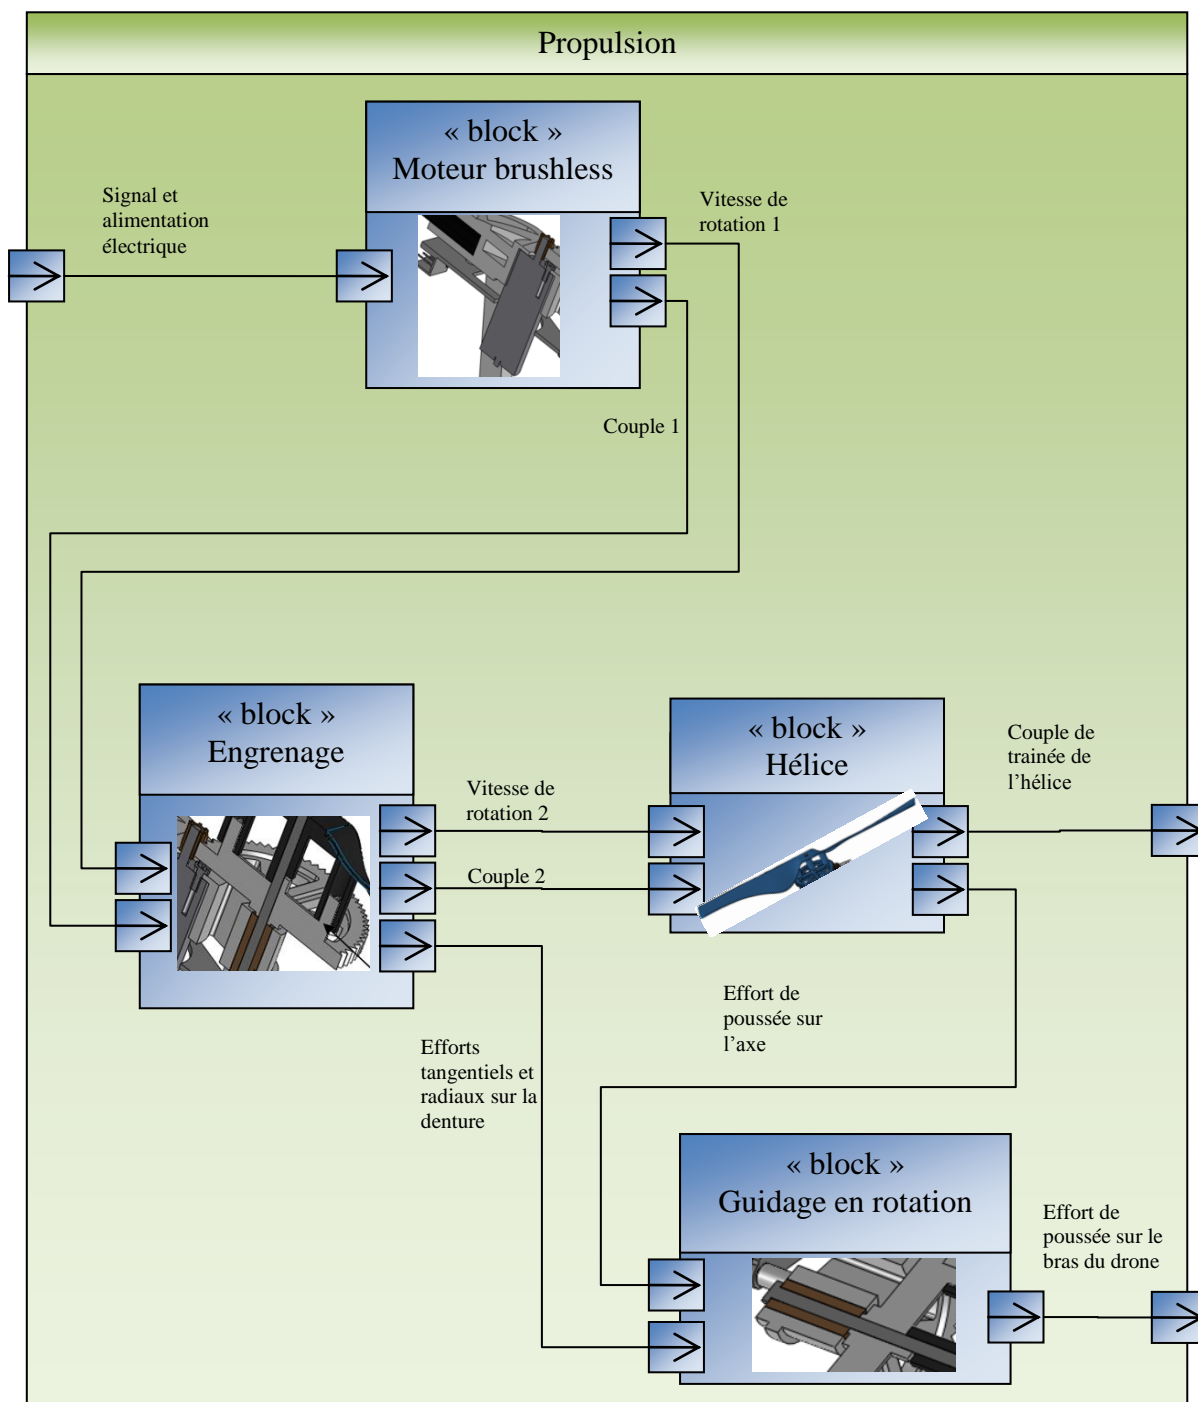 Propulsion
« block »
Moteur brushless
Signal et
alimentation
électrique
Vitesse de
rotation 1
Couple 1
« block »
Engrenage
« block »
Hélice
Couple de
trainée de
l’hélice
Vitesse de
rotation 2
Couple 2
Effort de
poussée sur
l’axe
Efforts
tangentiels et
radiaux sur la
denture
« block »
Guidage en rotation
Effort de
poussée sur le
bras du drone